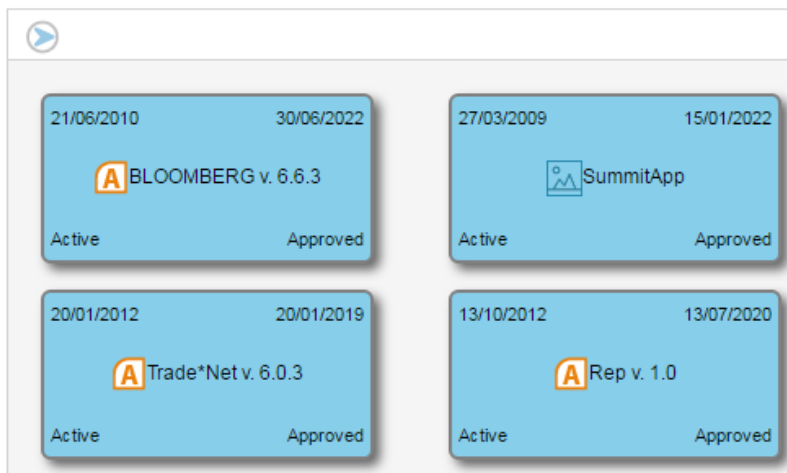 21/06/2010 30/06/2022
A BLOOMBERG v. 6.6.3
Active Approved
27/03/2009 15/01/2022
SummitApp
Active Approved
20/01/2012 20/01/2019
A Trade*Net v. 6.0.3
Active Approved
13/10/2012 13/07/2020
A Rep v. 1.0
Active Approved